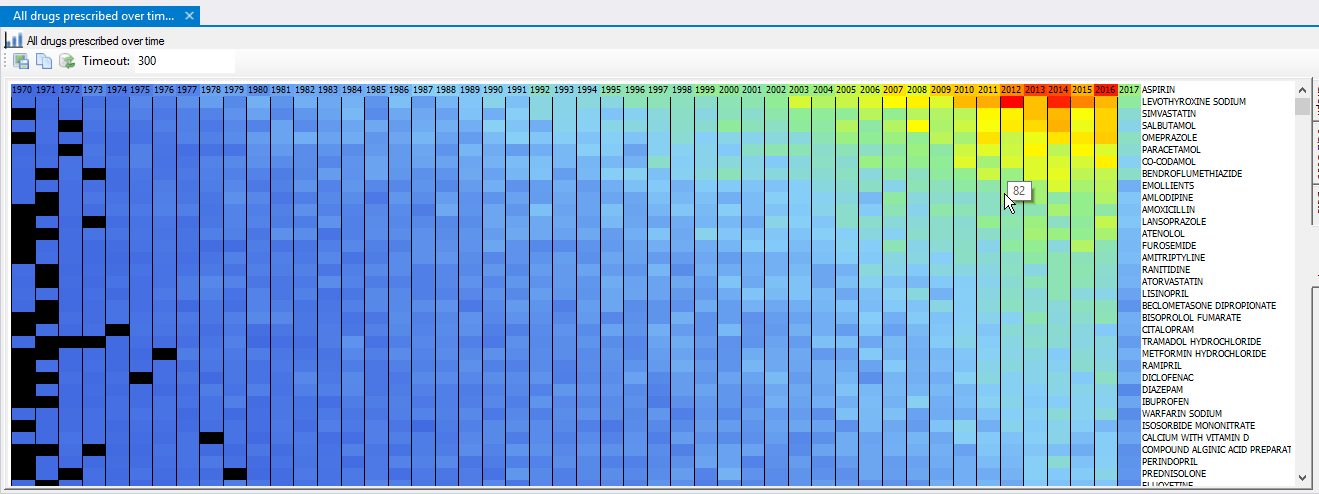 All drugs prescribed over tim...
All drugs prescribed over time
Timeout: 300
1970 1971 1972 1973 1974 1975 1976 1977 1978 1979 1980 1981 1982 1983 1984 1985 1986 1987 1988 1989 1990 1991 1992 1993 1994 1995 1996 1997 1998 1999 2000 2001 2002 2003 2004 2005 2006 2007 2008 2009 2010 2011 2012 2013 2014 2015 2016 2017 ASPIRIN
LEVOTHYROXINE SODIUM
SIMVASTATIN
SALBUTAMOL
OMEPRAZOLE
PARACETAMOL
CO-CODAMOL
BENDROFLUMETHIAZIDE
EMOLLIENTS
82
AMLODIPINE
AMOXICILLIN
LANSOPRAZOLE
ATENOLOL
FUROSEMIDE
AMITRIPTYLINE
RANITIDINE
ATORVASTATIN
LISINOPRIL
BECLOMETASONE DIPROPIONATE
BISOPROLOL FUMARATE
CITALOPRAM
TRAMADOL HYDROCHLORIDE
METFORMIN HYDROCHLORIDE
RAMIPRIL
DICLOFENAC
DIAZEPAM
IBUPROFEN
WARFARIN SODIUM
ISOSORBIDE MONONITRATE
CALCIUM WITH VITAMIN D
COMPOUND ALGINIC ACID PREPARAT
PERINDOPRIL
PREDNISOLONE